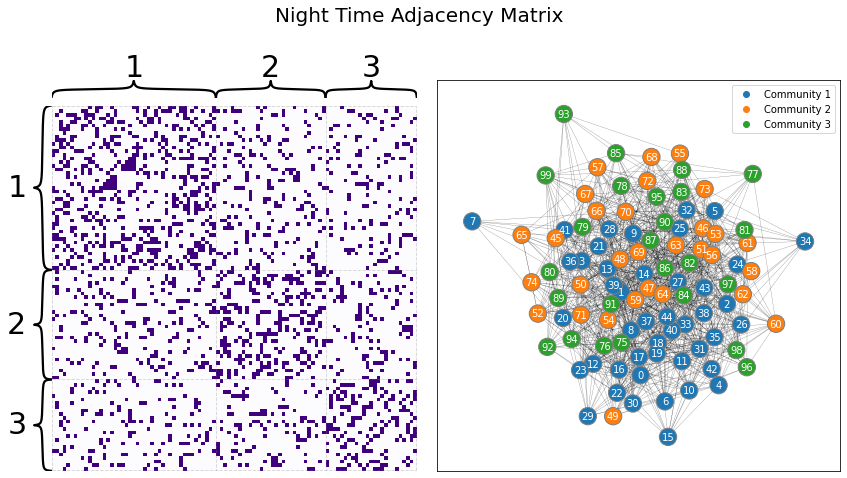 Night Time Adjacency Matrix
1 2 3
1
2
3
Community 1
Community 2
Community 3
93
85 68 55
99 57 88
78 72 83 73 77
67 95
7 66 70 32 5
65 45 41 79 28 9 90 25 46 53 81
21 87 63 51 61 34
36 3 48 69 56
80 13 14 86 82 24 58
74 50 39 27 97
89 1 47 43 62
52 91 59 64 84 2
20 71 54 37 44 38 60
8 40 33 26
92 94 76 75 18 35
17 19 31 98
23 12 16 0 11 42 96
22 10 4
30 6
29 49
15